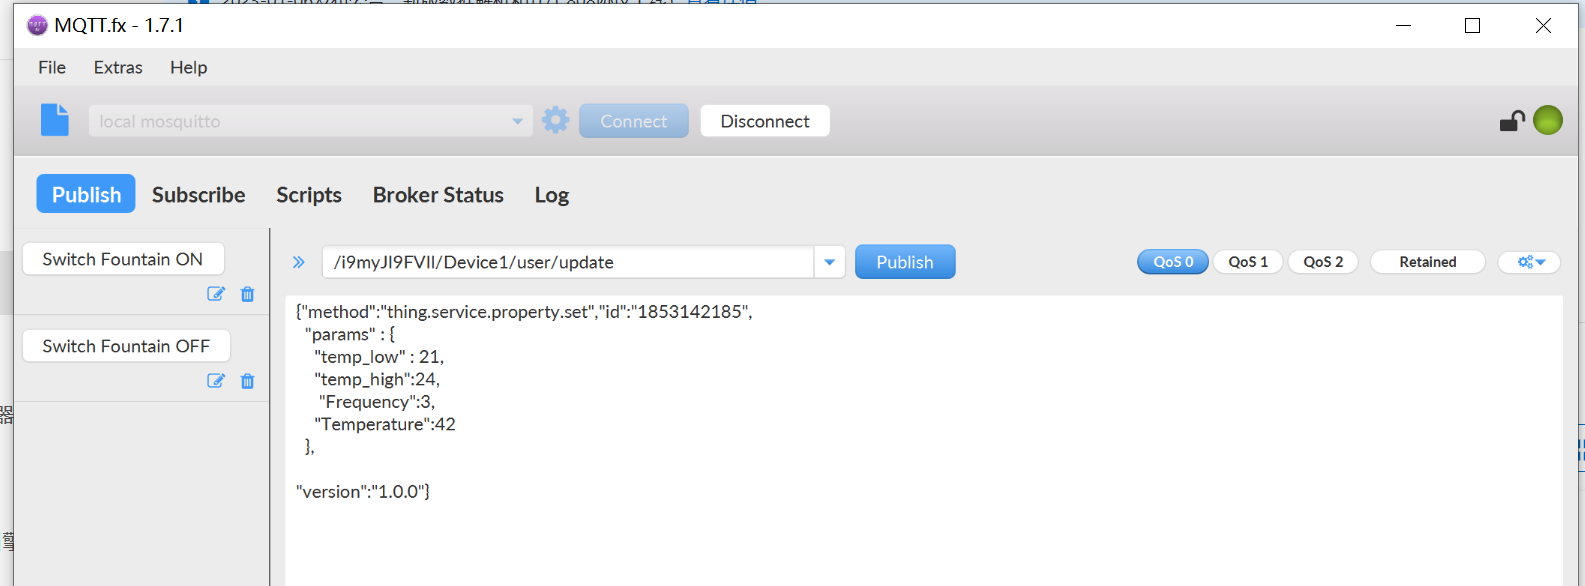 MQTT.fx - 1.7.1
File Extras Help
local mosquitto Connect Disconnect
Publish Subscribe Scripts Broker Status Log
Switch Fountain ON
Switch Fountain OFF
/i9myJI9FVII/Device1/user/update Publish QoS 0 QoS 1 QoS 2 Retained
{"method":"thing.service.property.set","id":"1853142185",
"params" : {
"temp_low" : 21,
"temp_high":24,
"Frequency":3,
"Temperature":42
},
"version":"1.0.0"}
器